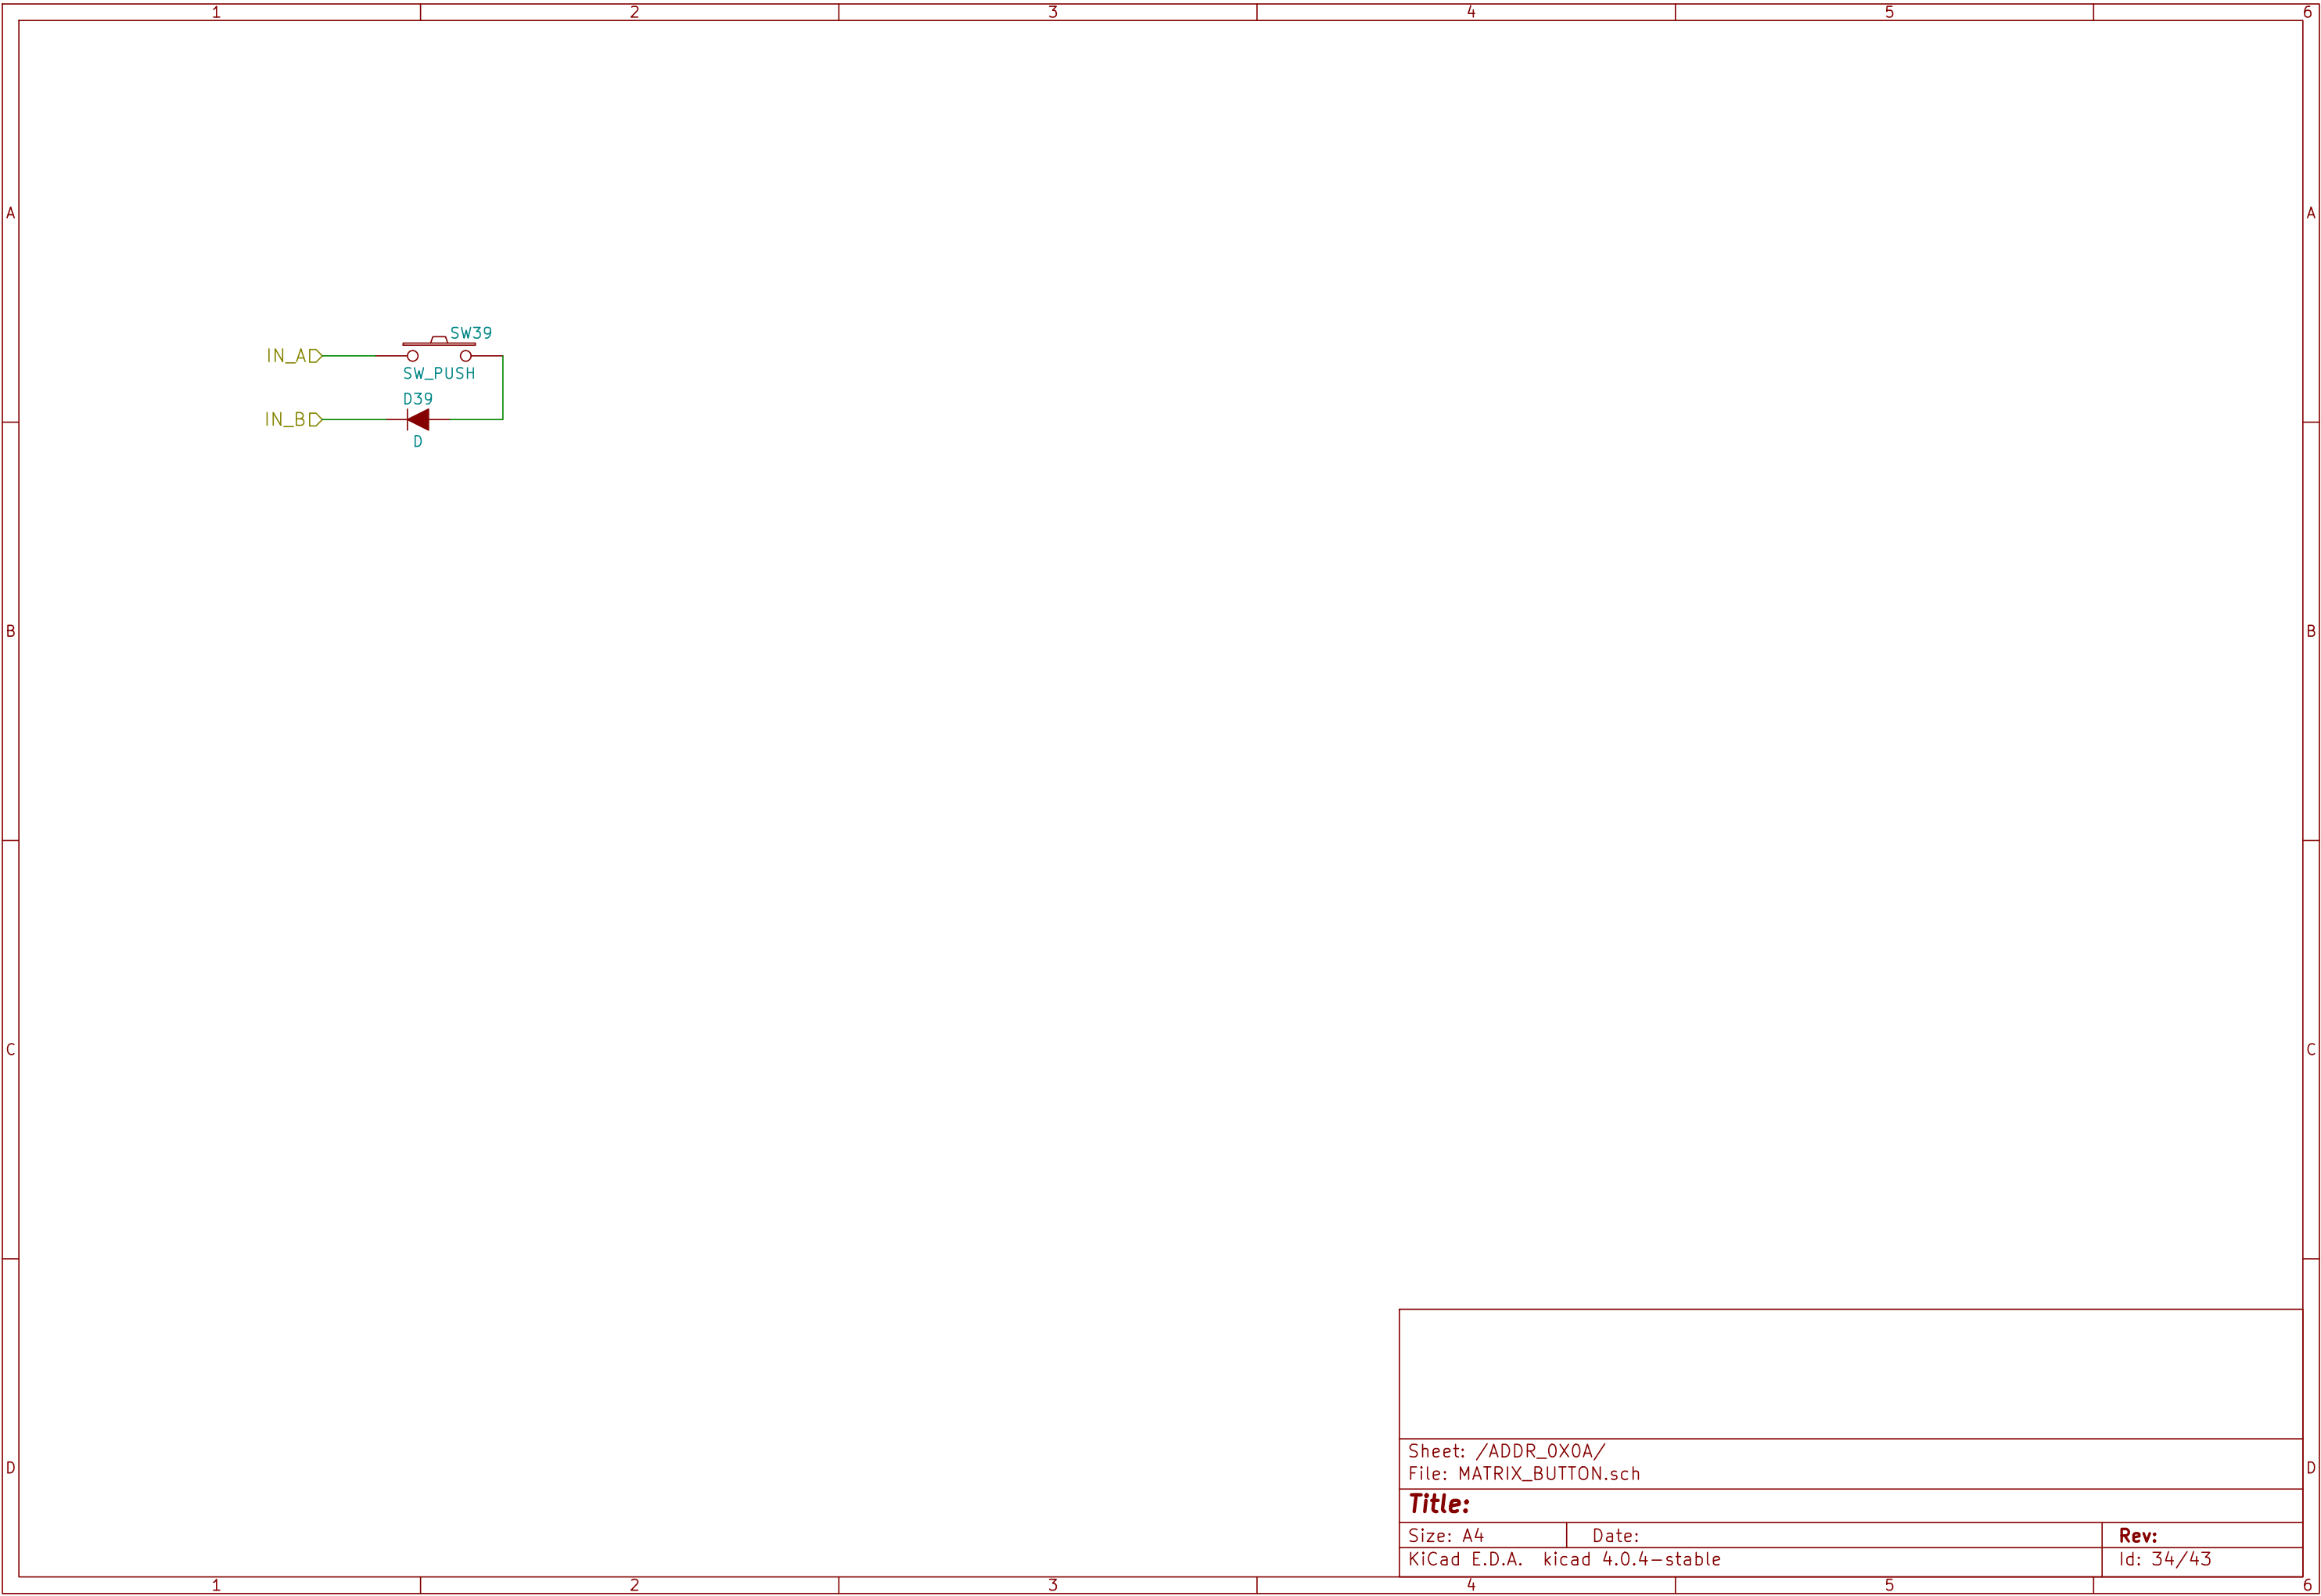 1 2 3 4 5 6
A A
SW39
IN_A
SW_PUSH
D39
IN_B
D
B B
C C
Sheet: /ADDR_0X0A/
File: MATRIX_BUTTON.sch
D D
Title:
Size: A4 Date: Rev:
KiCad E.D.A. kicad 4.0.4-stable Id: 34/43
1 2 3 4 5 6